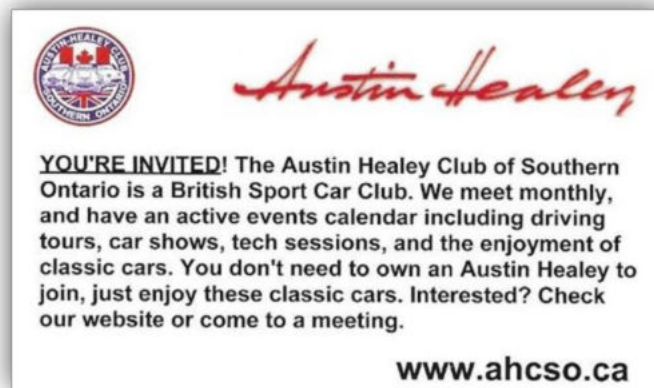 AUSTIN-HEALEY CLUB
SOUTHERN ONTARIO
Austin Healey
YOU'RE INVITED! The Austin Healey Club of Southern
Ontario is a British Sport Car Club. We meet monthly,
and have an active events calendar including driving
tours, car shows, tech sessions, and the enjoyment of
classic cars. You don't need to own an Austin Healey to
join, just enjoy these classic cars. Interested? Check
our website or come to a meeting.
www.ahcso.ca